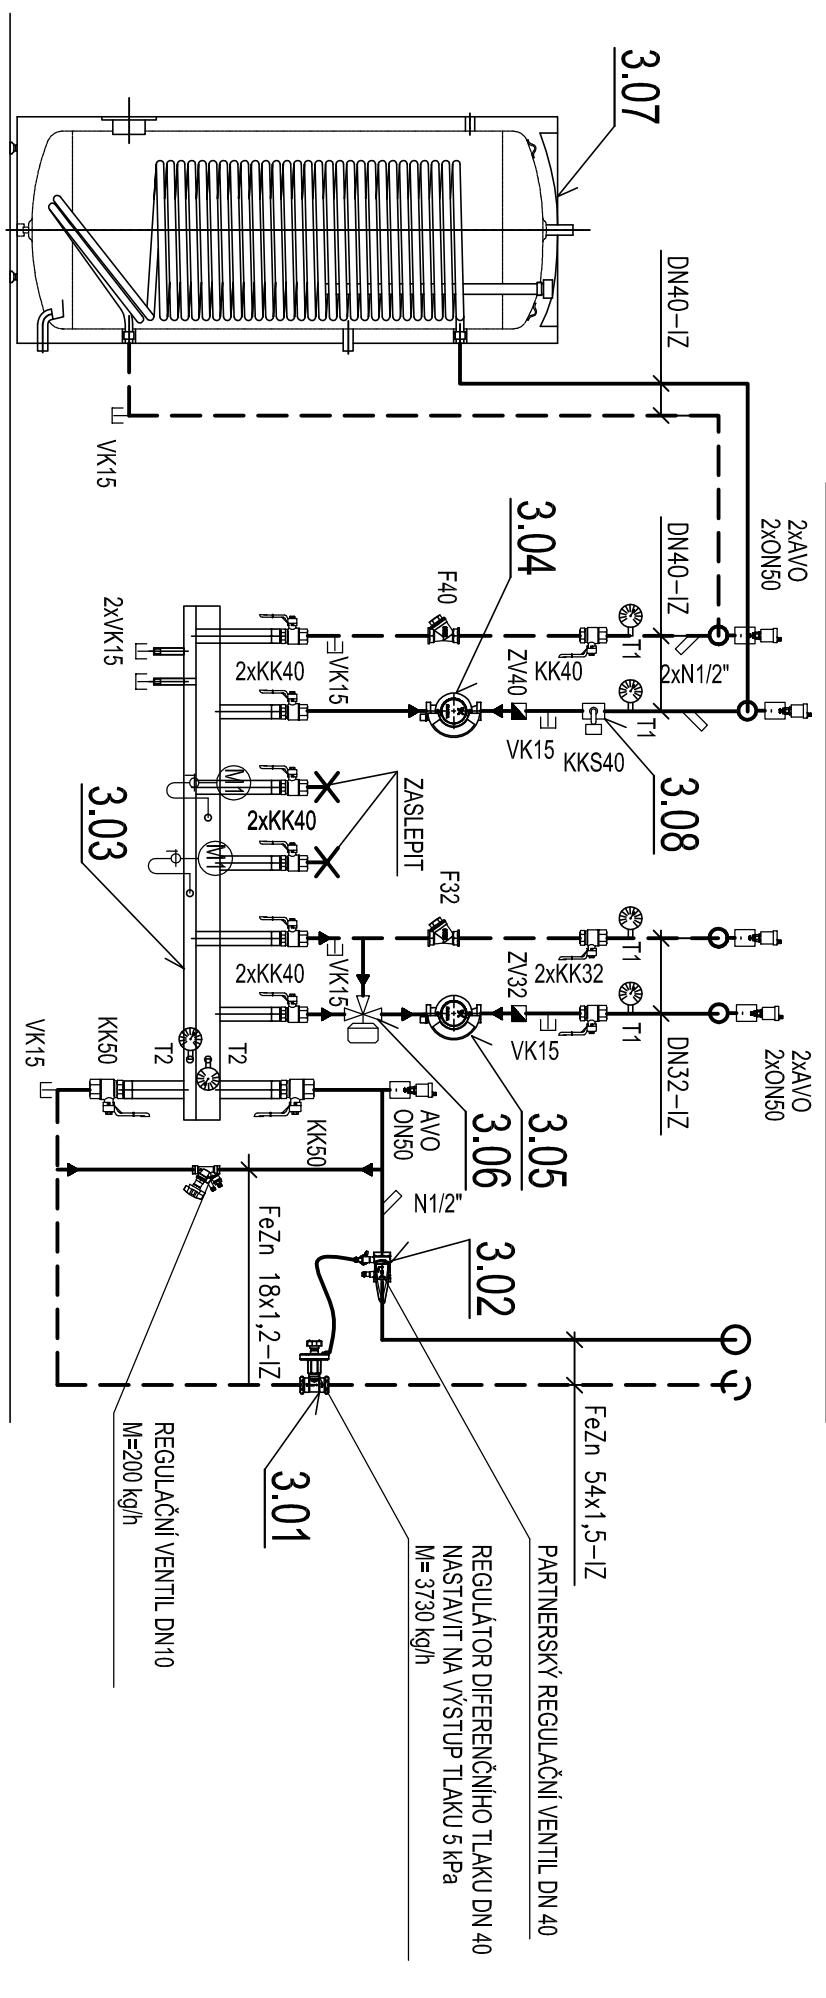 3.07
DN40-IZ
VK15
2xAVO
2xON50
DN40-IZ
3.04
F40
2xVK15
2xKK40
VK15
KK40
T1
2xN1/2"
ZV40
VK15
KKS40
T1
3.08
M1
M1
2xKK40
ZASLEPIT
3.03
F32
2xKK40
VK15
2xKK32
T1
ZV32
VK15
T1
DN32-IZ
2xAVO
2xON50
VK15
KK50
T2
T2
KK50
AVO
ON50
3.06
3.05
N1/2"
3.02
FeZn 18x1,2-IZ
FeZn 54x1,5-IZ
3.01
REGULAČNÍ VENTIL DN10
M=200 kg/h
PARTNERSKÝ REGULAČNÍ VENTIL DN 40
REGULÁTOR DIFERENČNÍHO TLAKU DN 40
NASTAVIT NA VÝSTUP TLAKU 5 kPa
M= 3730 kg/h